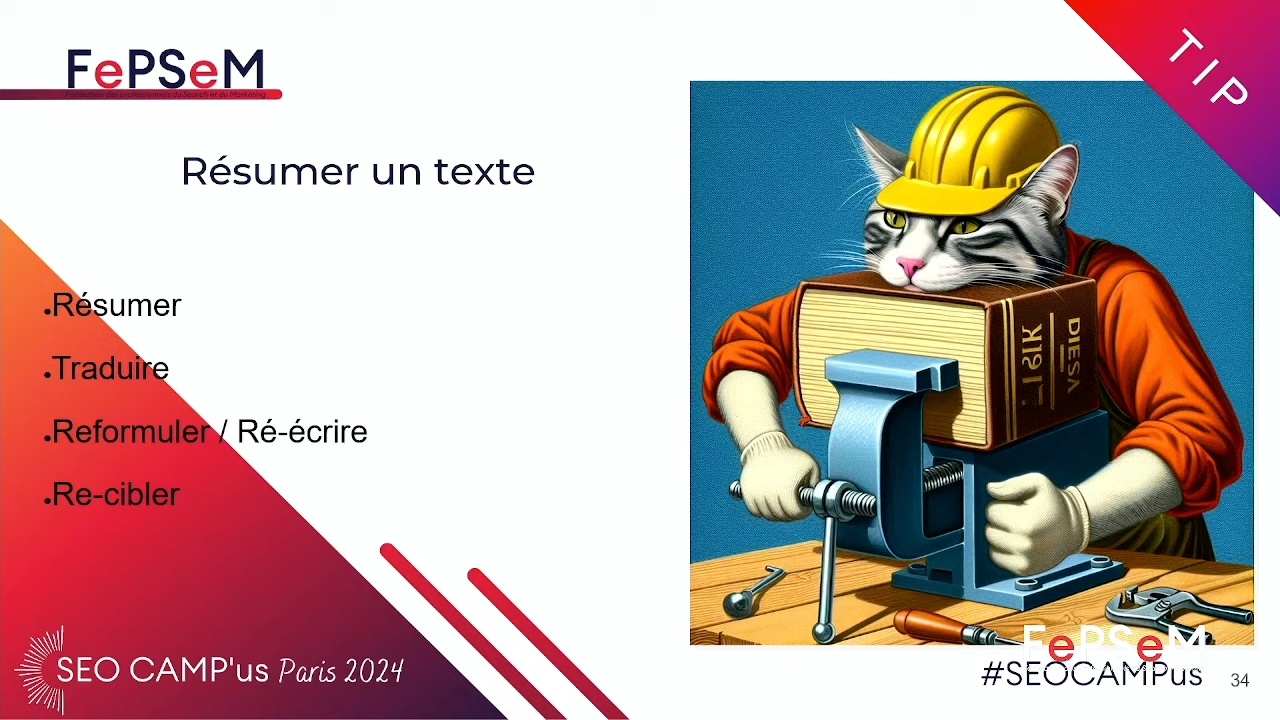 FePSeM
TIP
Résumer un texte
.Résumer
.Traduire
.Reformuler / Ré-écrire
.Re-cibler
DIESA
SEO CAMP'us Paris 2024
FePSeM
#SEOCAMPus
34